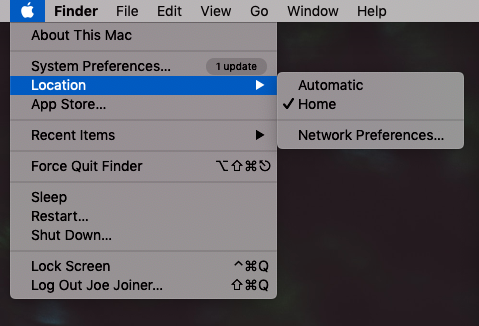 Finder File Edit View Go Window Help
About This Mac
System Preferences... 1 update
Location ▶
Automatic
✓ Home
Network Preferences...
App Store...
Recent Items ▶
Force Quit Finder ⌥⇧⌘⎋
Sleep
Restart...
Shut Down...
Lock Screen ^⌘Q
Log Out Joe Joiner... ⇧⌘Q